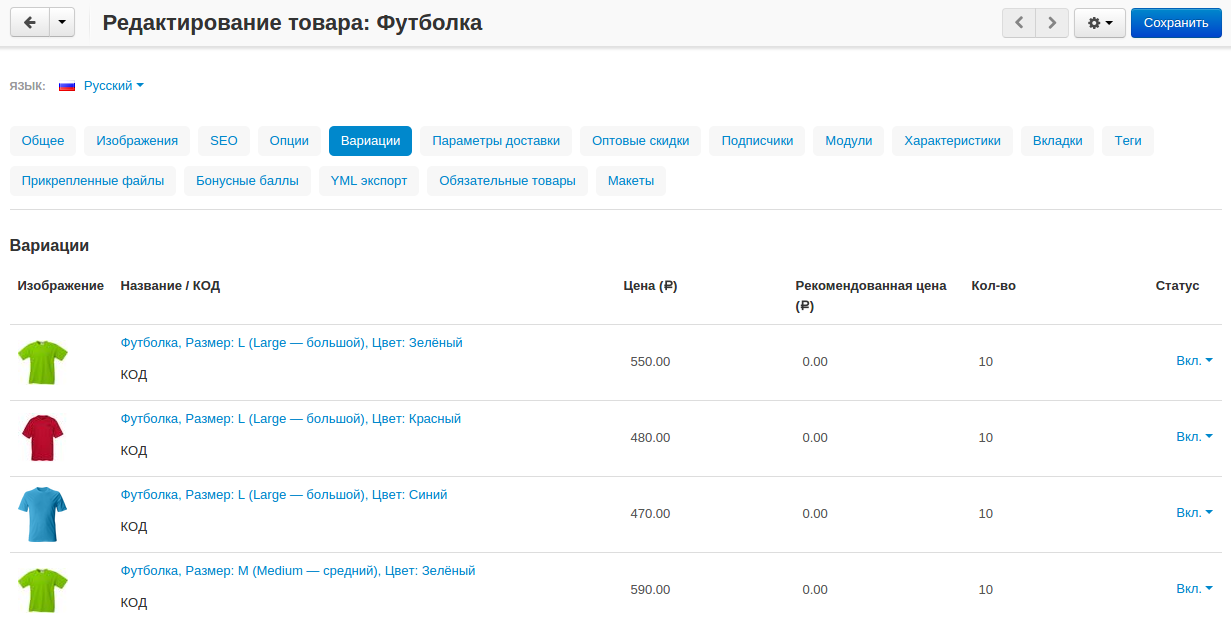 Редактирование товара: Футболка
Сохранить
ЯЗЫК: Русский
Общее Изображения SEO Опции Вариации Параметры доставки Оптовые скидки Подписчики Модули Характеристики Вкладки Теги
Прикрепленные файлы Бонусные баллы YML экспорт Обязательные товары Макеты
Вариации
Изображение Название / КОД Цена (₽) Рекомендованная цена (₽) Кол-во Статус
Футболка, Размер: L (Large — большой), Цвет: Зелёный
КОД
550.00 0.00 10 Вкл.
Футболка, Размер: L (Large — большой), Цвет: Красный
КОД
480.00 0.00 10 Вкл.
Футболка, Размер: L (Large — большой), Цвет: Синий
КОД
470.00 0.00 10 Вкл.
Футболка, Размер: M (Medium — средний), Цвет: Зелёный
КОД
590.00 0.00 10 Вкл.